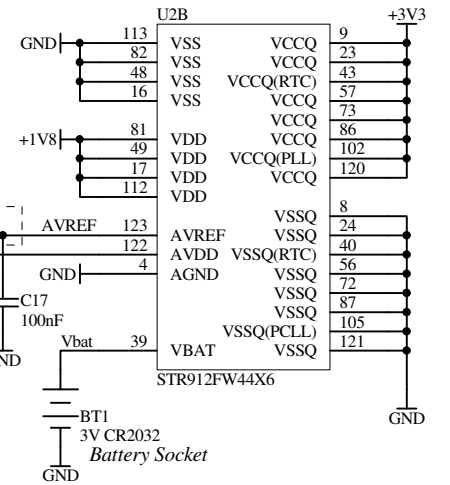 U2B
+3V3
GND 113 VSS VCCQ 9
82 VSS VCCQ 23
48 VSS VCCQ(RTC) 43
16 VSS VCCQ 57
VCCQ 73
+1V8 81 VDD VCCQ 86
49 VDD VCCQ(PLL) 102
17 VDD VCCQ 120
112 VDD
VSSQ 8
AVREF 123 AVREF VSSQ 24
122 AVDD VSSQ(RTC) 40
GND 4 AGND VSSQ 56
VSSQ 72
C17 VSSQ 87
100nF VSSQ(PCLL) 105
Vbat 39 VBAT VSSQ 121
ND
STR912FW44X6
BT1
3V CR2032
Battery Socket
GND
GND